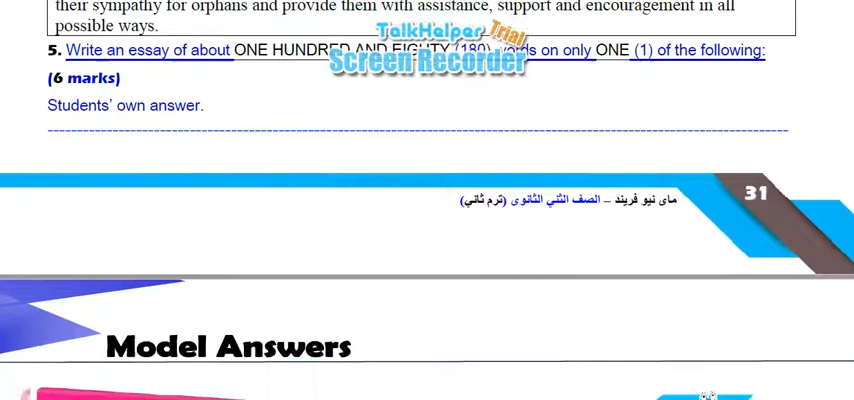 their sympathy for orphans and provide them with assistance, support and encouragement in all
possible ways.
TalkHelper Trial
Screen Recorder
5. Write an essay of about ONE HUNDRED AND EIGHTY (180) words on only ONE (1) of the following:
(6 marks)
Students' own answer.
ماى نيو فريند – الصف الثني الثانوى (ترم ثاني)
31
Model Answers